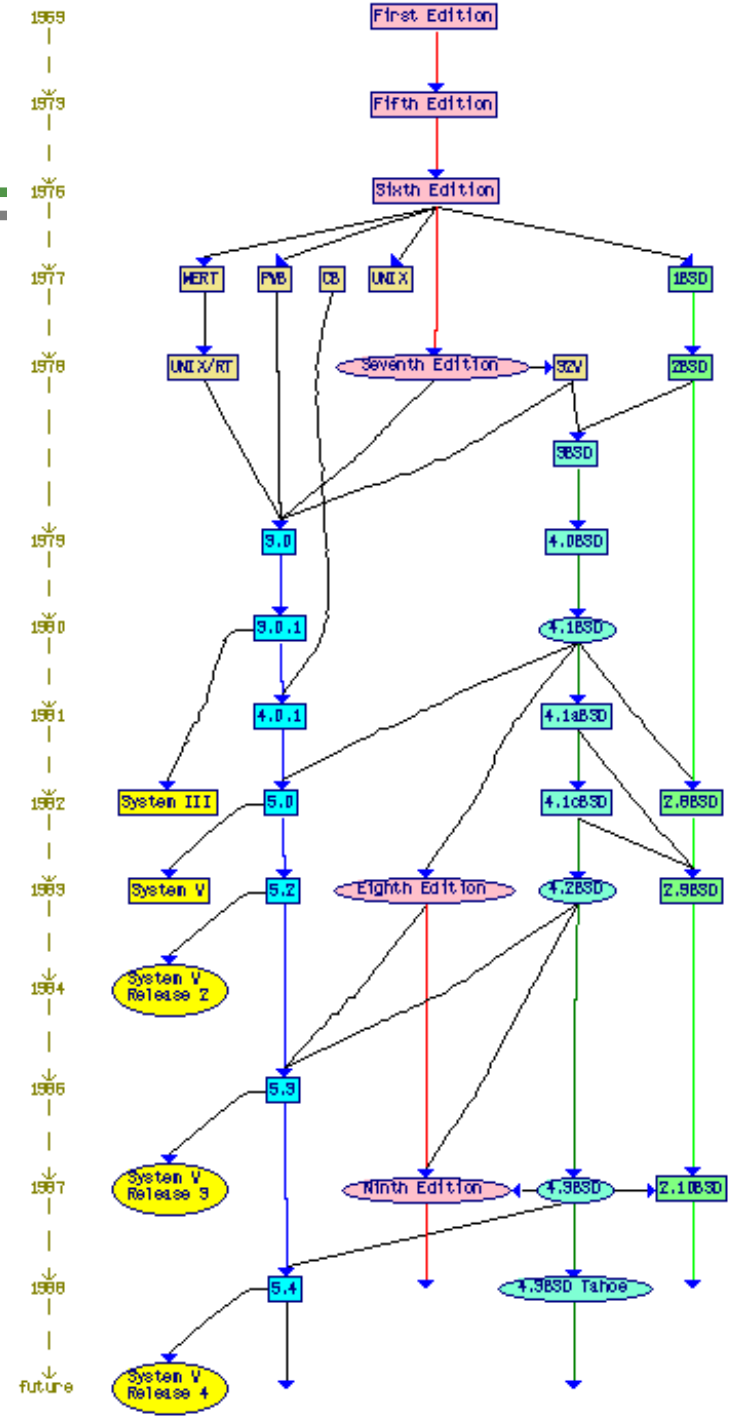 1969
First Edition
1973
Fifth Edition
1976
Sixth Edition
1977
MERT
PWB
CB
UNIX
1BSD
1978
UNIX/RT
Seventh Edition
32V
2BSD
3BSD
1979
3.0
4.0BSD
1980
3.0.1
4.1BSD
1981
4.0.1
4.1aBSD
1982
System III
5.0
4.1cBSD
2.8BSD
1983
System V
5.2
Eighth Edition
4.2BSD
2.9BSD
1984
System V
Release 2
1986
5.3
1987
System V
Release 3
Ninth Edition
4.3BSD
2.10BSD
1988
5.4
4.3BSD Tahoe
future
System V
Release 4